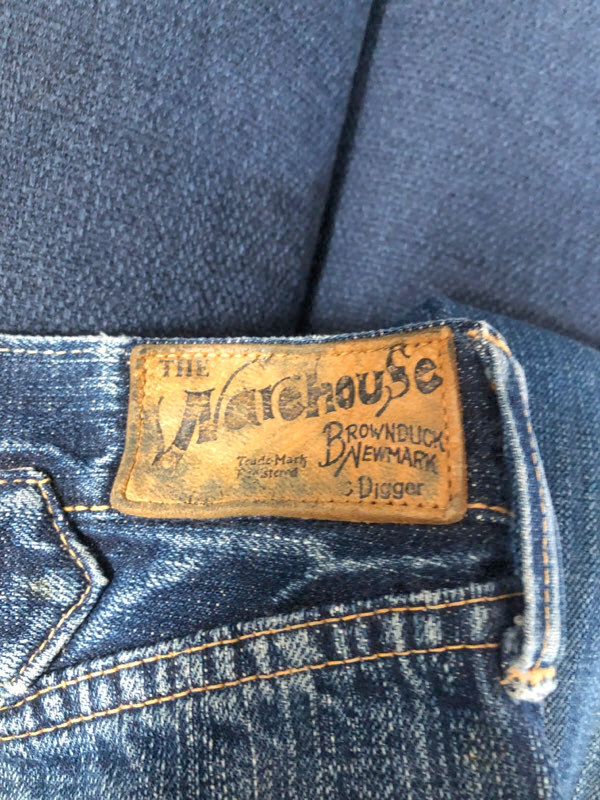 THE
Warehouse
BROWNDUCK
NEWMARK
Trade-Mark
Registered
& Digger